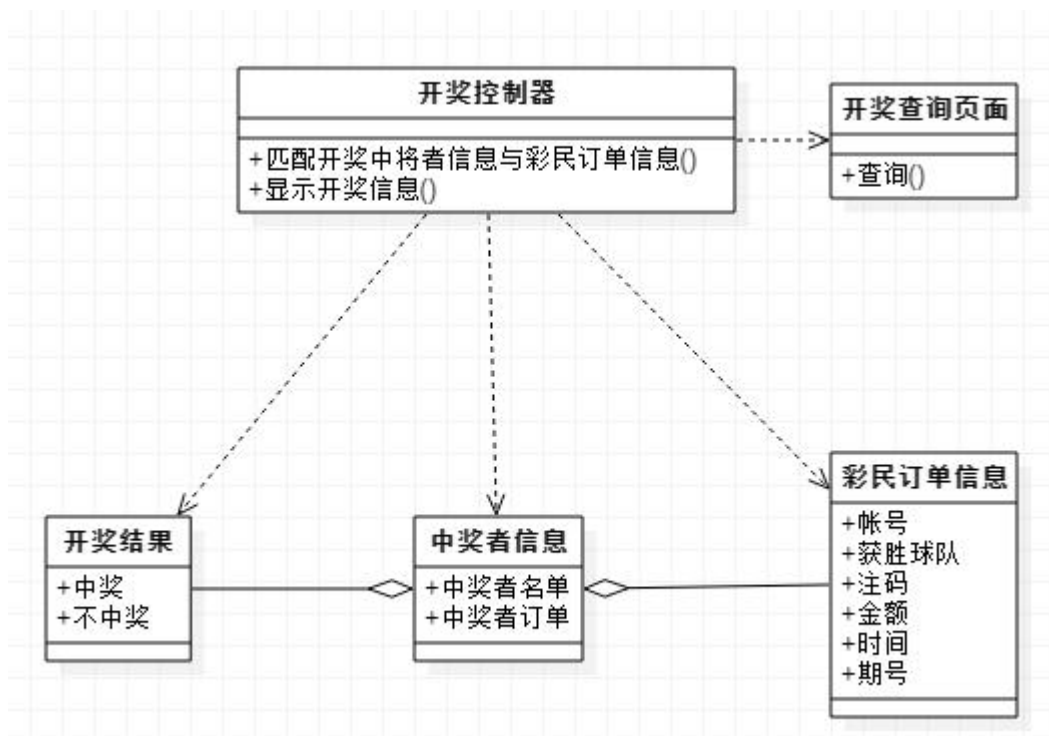 开奖控制器
+匹配开奖中将者信息与彩民订单信息()
+显示开奖信息()
开奖查询页面
+查询()
开奖结果
+中奖
+不中奖
中奖者信息
+中奖者名单
+中奖者订单
彩民订单信息
+帐号
+获胜球队
+注码
+金额
+时间
+期号